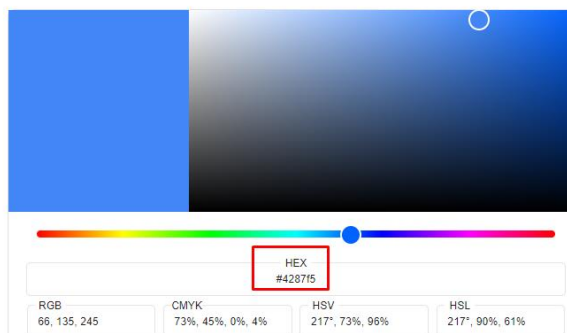 HEX
#4287f5
RGB
66, 135, 245
CMYK
73%, 45%, 0%, 4%
HSV
217°, 73%, 96%
HSL
217°, 90%, 61%